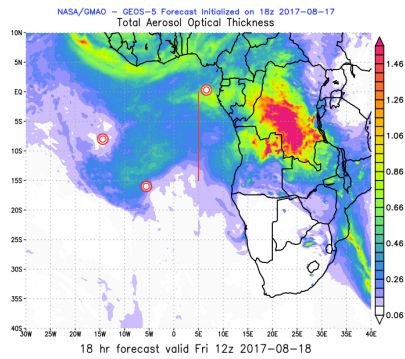 NASA/GMAO - GEOS-5 Forecast Initialized on 18z 2017-08-17
Total Aerosol Optical Thickness
10N
5N
EQ
5S
10S
15S
20S
25S
30S
35S
40S
30W 25W 20W 15W 10W 5W 0 5E 10E 15E 20E 25E 30E 35E 40E
1.46
1.26
1.06
0.86
0.66
0.46
0.26
0.06
18 hr forecast valid Fri 12z 2017-08-18